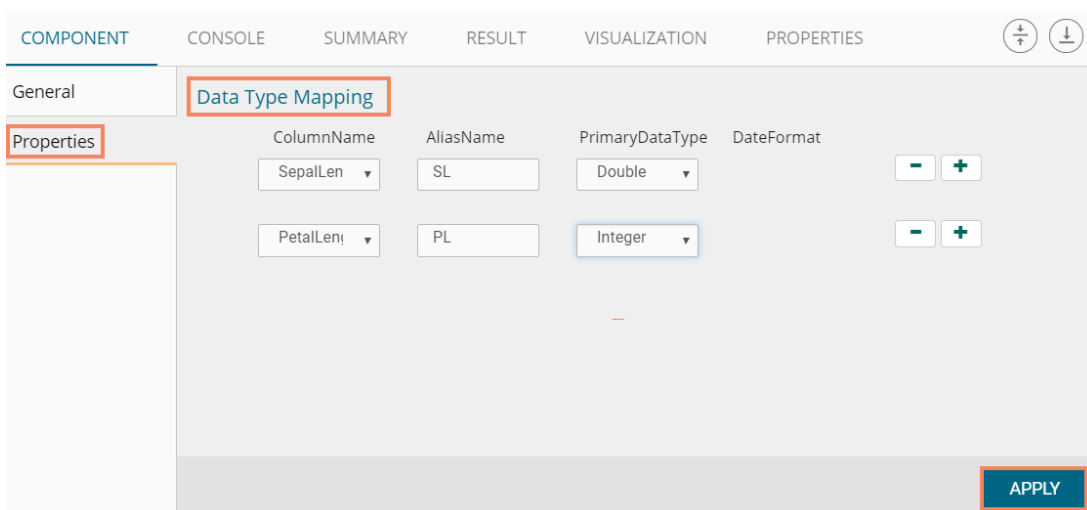 COMPONENT CONSOLE SUMMARY RESULT VISUALIZATION PROPERTIES
General
Data Type Mapping
Properties
ColumnName AliasName PrimaryDataType DateFormat
SepalLen SL Double - +
PetalLeng PL Integer - +
APPLY